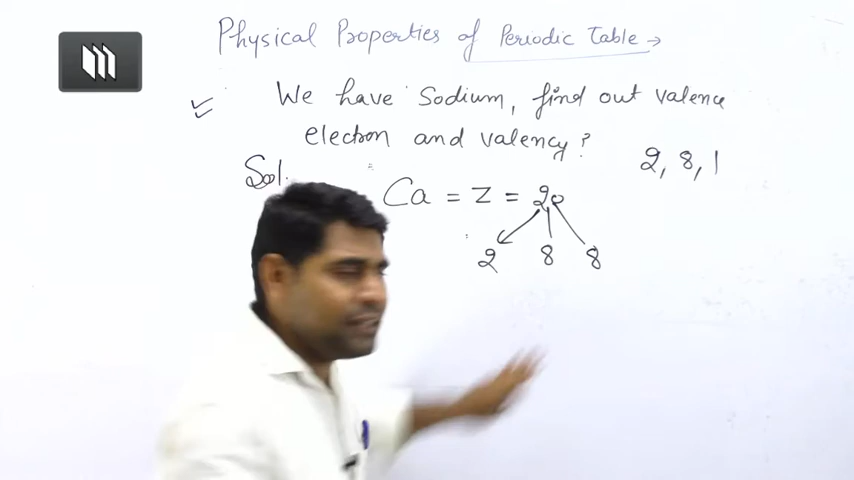 Physical Properties of Periodic Table →
We have Sodium, find out valence
electron and valency?
2, 8, 1
Sol.
Ca = Z = 20
2 8 8